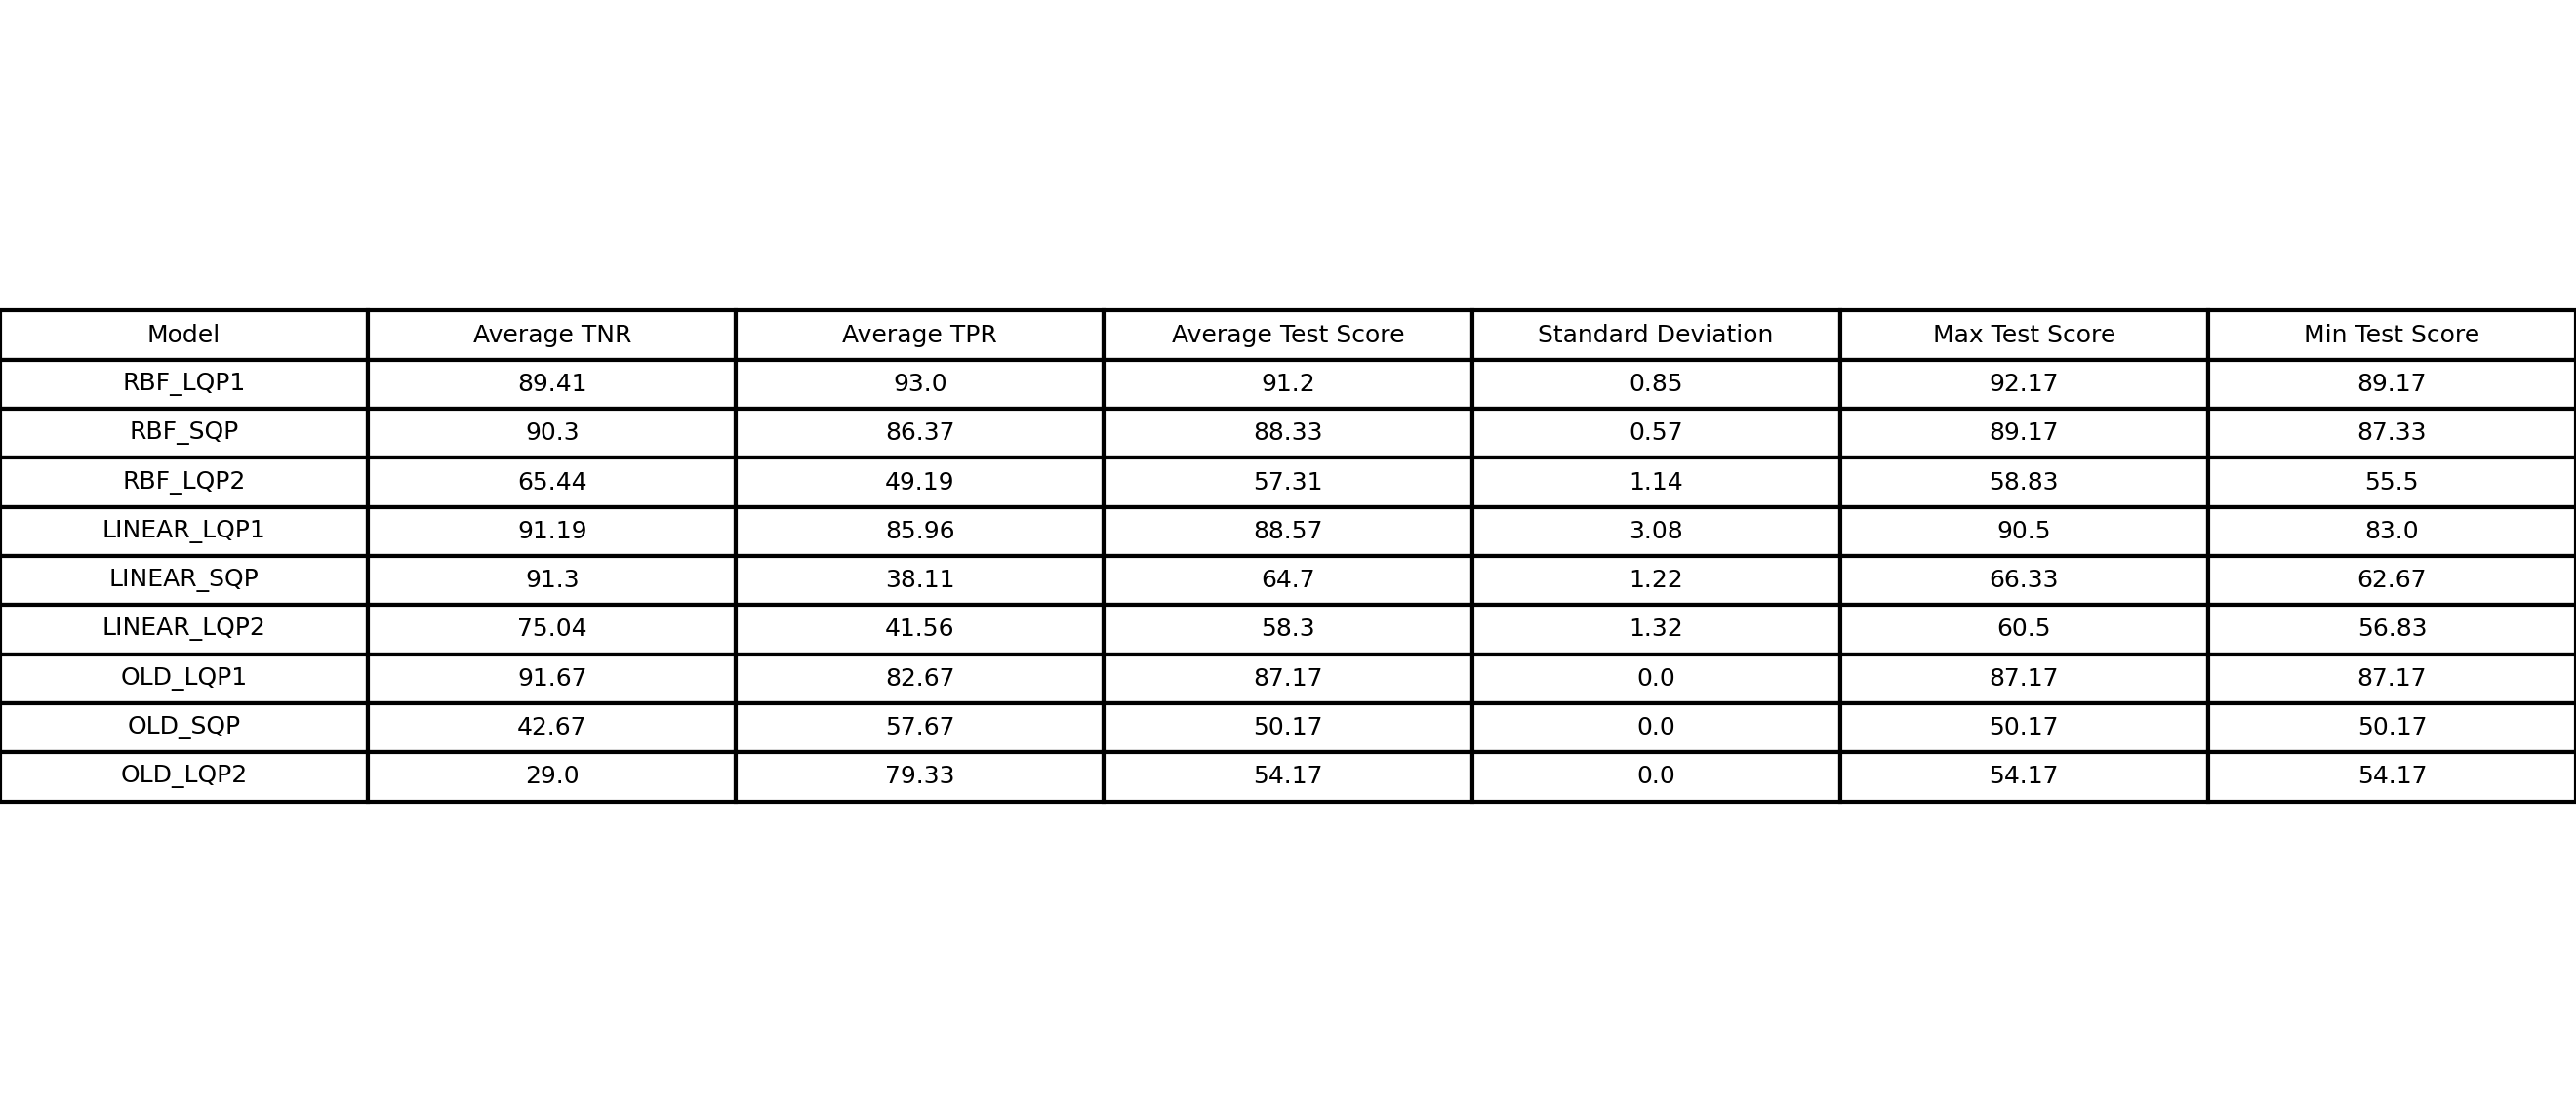 Model Average TNR Average TPR Average Test Score Standard Deviation Max Test Score Min Test Score
RBF_LQP1 89.41 93.0 91.2 0.85 92.17 89.17
RBF_SQP 90.3 86.37 88.33 0.57 89.17 87.33
RBF_LQP2 65.44 49.19 57.31 1.14 58.83 55.5
LINEAR_LQP1 91.19 85.96 88.57 3.08 90.5 83.0
LINEAR_SQP 91.3 38.11 64.7 1.22 66.33 62.67
LINEAR_LQP2 75.04 41.56 58.3 1.32 60.5 56.83
OLD_LQP1 91.67 82.67 87.17 0.0 87.17 87.17
OLD_SQP 42.67 57.67 50.17 0.0 50.17 50.17
OLD_LQP2 29.0 79.33 54.17 0.0 54.17 54.17